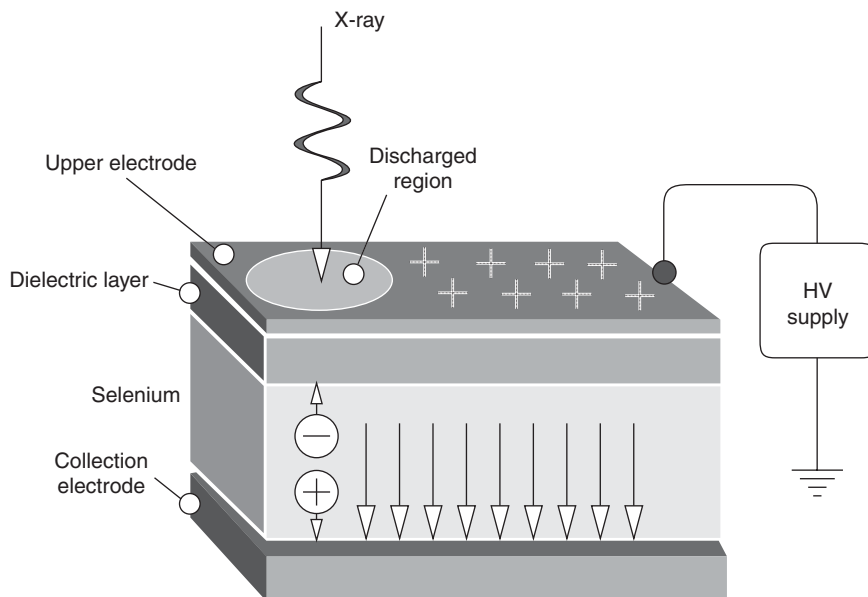 X-ray
Upper electrode
Discharged
region
Dielectric layer
HV
supply
Selenium
Collection
electrode